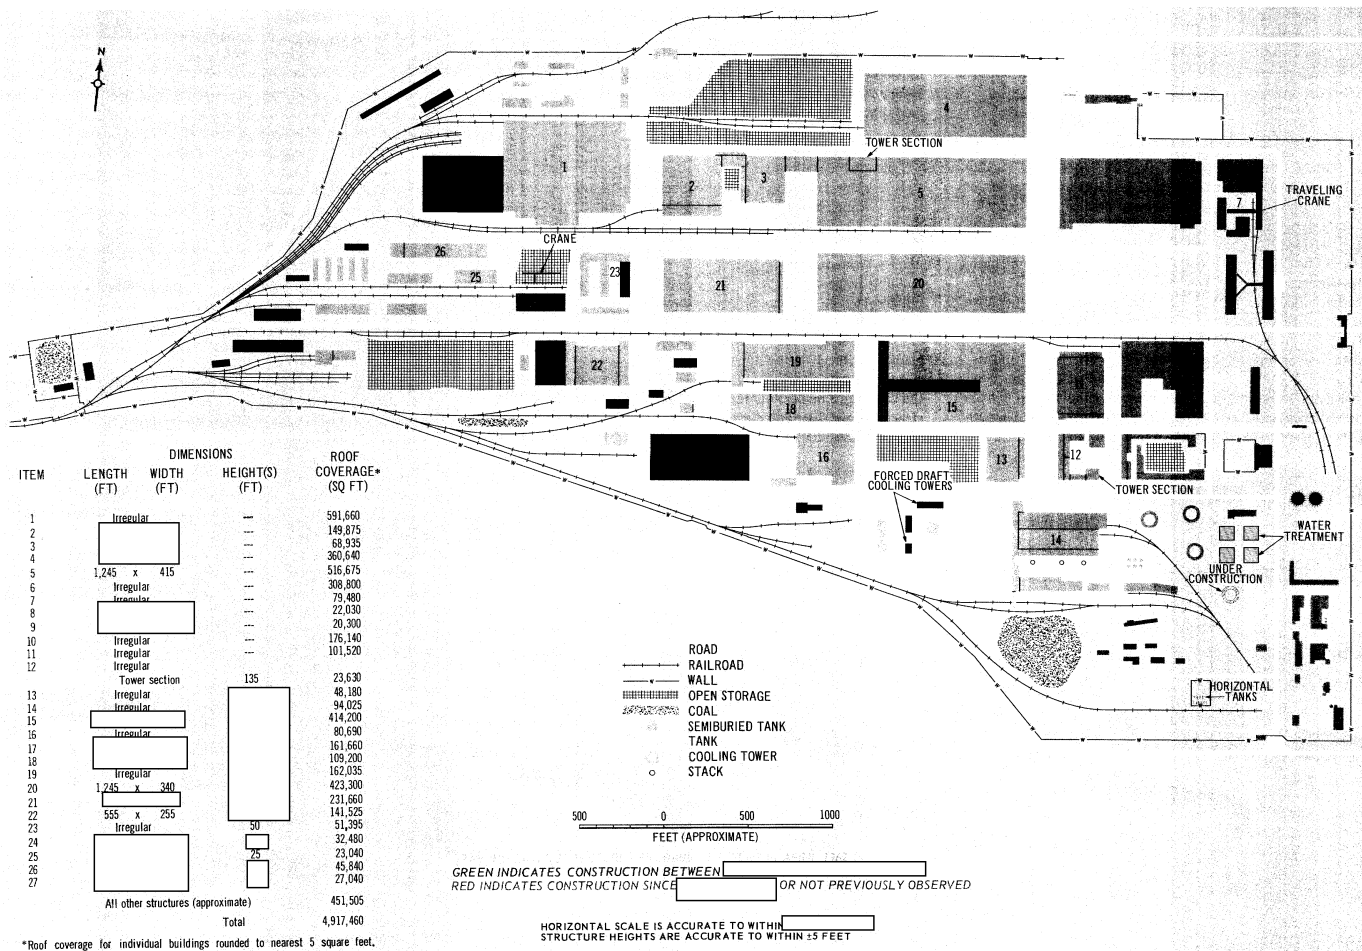 N
TOWER SECTION
TRAVELING
CRANE
CRANE
1
2
3
4
5
7
26
25
23
21
20
22
19
18
15
16
13
12
14
FORCED DRAFT
COOLING TOWERS
TOWER SECTION
WATER
TREATMENT
UNDER
CONSTRUCTION
HORIZONTAL
TANKS
DIMENSIONS ROOF
ITEM LENGTH WIDTH HEIGHT(S) COVERAGE*
(FT) (FT) (FT) (SQ FT)
1 Irregular --- 591,660
2 --- 149,875
3 --- 68,935
4 --- 360,640
5 1,245 x 415 --- 516,675
6 Irregular --- 308,800
7 Irregular --- 79,480
8 --- 22,030
9 --- 20,300
10 Irregular --- 176,140
11 Irregular --- 101,520
12 Irregular
Tower section 135 23,630
13 Irregular 48,180
14 Irregular 94,025
15 414,200
16 Irregular 80,690
17 161,660
18 109,200
19 Irregular 162,035
20 1,245 x 340 423,300
21 231,660
22 555 x 255 141,525
23 Irregular 50 51,395
24 32,480
25 25 23,040
26 45,840
27 27,040
All other structures (approximate) 451,505
Total 4,917,460
*Roof coverage for individual buildings rounded to nearest 5 square feet.
ROAD
RAILROAD
W WALL
OPEN STORAGE
COAL
SEMIBURIED TANK
TANK
COOLING TOWER
STACK
500 0 500 1000
FEET (APPROXIMATE)
GREEN INDICATES CONSTRUCTION BETWEEN
RED INDICATES CONSTRUCTION SINCE OR NOT PREVIOUSLY OBSERVED
HORIZONTAL SCALE IS ACCURATE TO WITHIN
STRUCTURE HEIGHTS ARE ACCURATE TO WITHIN ±5 FEET